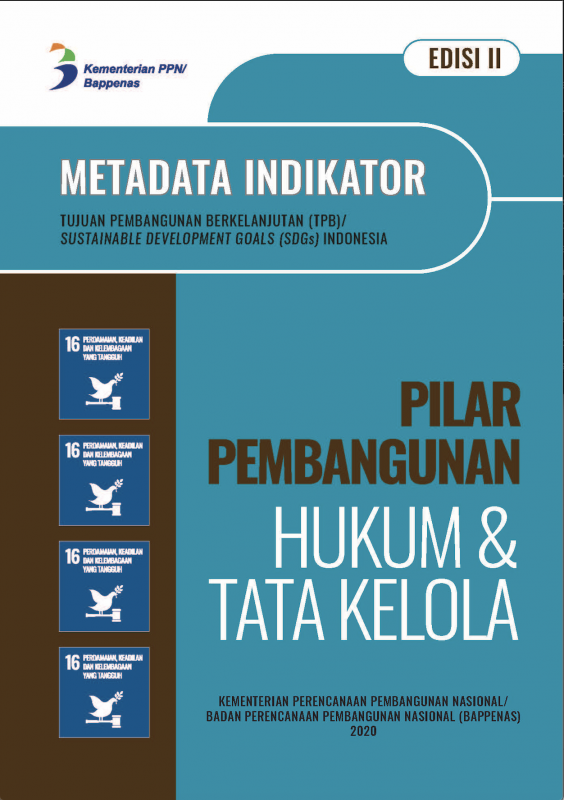 Kementerian PPN/
Bappenas
EDISI II
METADATA INDIKATOR
TUJUAN PEMBANGUNAN BERKELANJUTAN (TPB)/
SUSTAINABLE DEVELOPMENT GOALS (SDGs) INDONESIA
16 PERDAMAIAN, KEADILAN
DAN KELEMBAGAAN
YANG TANGGUH
16 PERDAMAIAN, KEADILAN
DAN KELEMBAGAAN
YANG TANGGUH
16 PERDAMAIAN, KEADILAN
DAN KELEMBAGAAN
YANG TANGGUH
16 PERDAMAIAN, KEADILAN
DAN KELEMBAGAAN
YANG TANGGUH
PILAR
PEMBANGUNAN
HUKUM &
TATA KELOLA
KEMENTERIAN PERENCANAAN PEMBANGUNAN NASIONAL/
BADAN PERENCANAAN PEMBANGUNAN NASIONAL (BAPPENAS)
2020